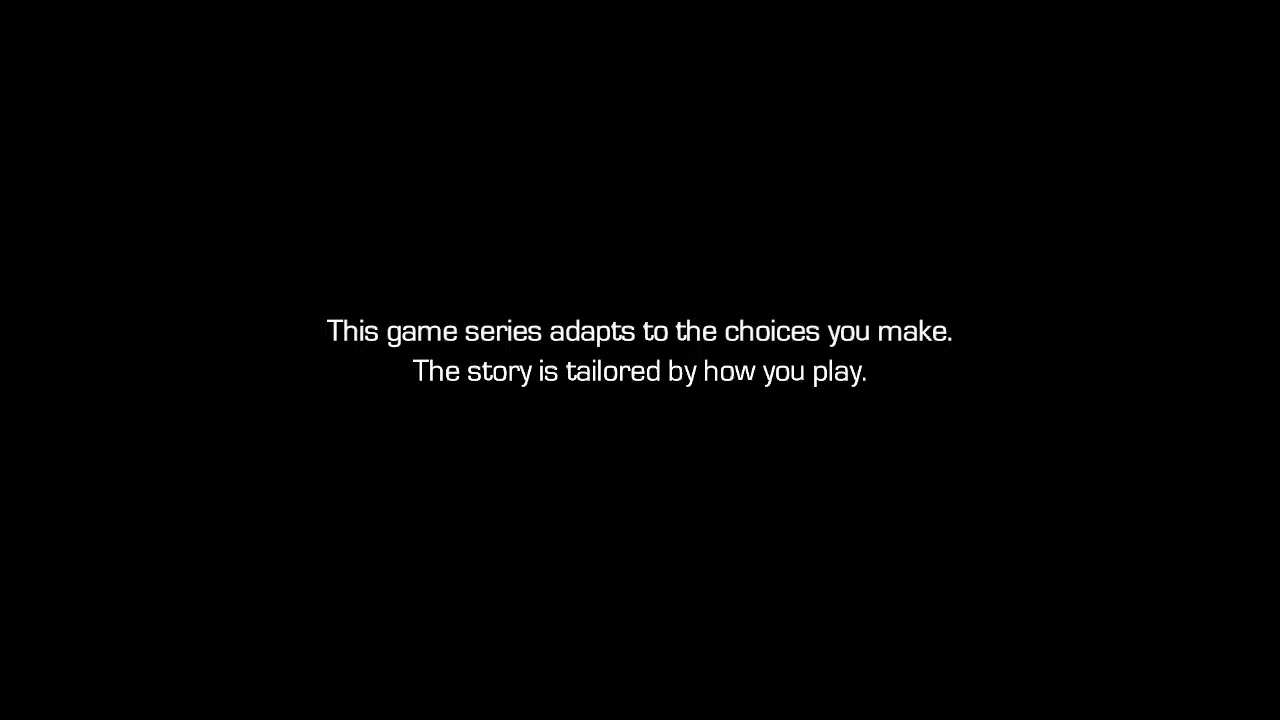 This game series adapts to the choices you make.
The story is tailored by how you play.